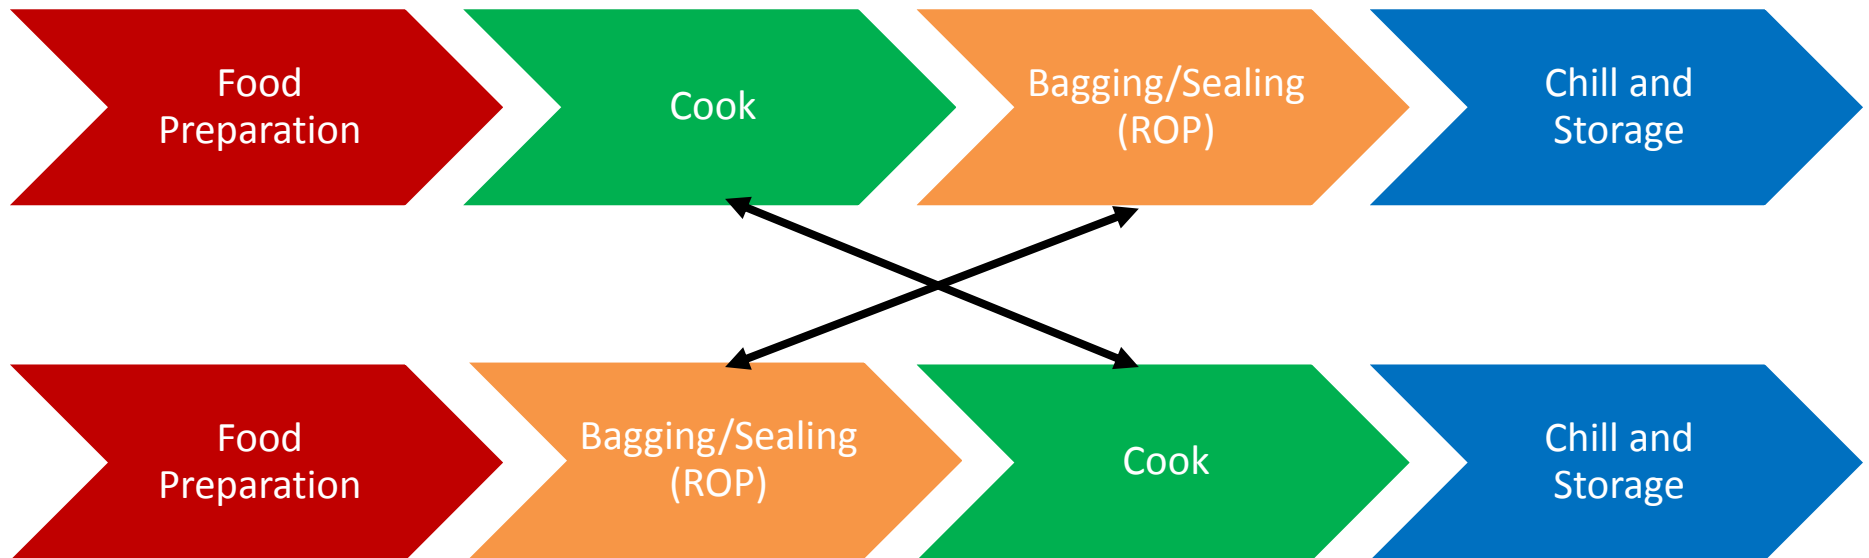 Food
Preparation
Cook
Bagging/Sealing
(ROP)
Chill and
Storage
Food
Preparation
Bagging/Sealing
(ROP)
Cook
Chill and
Storage